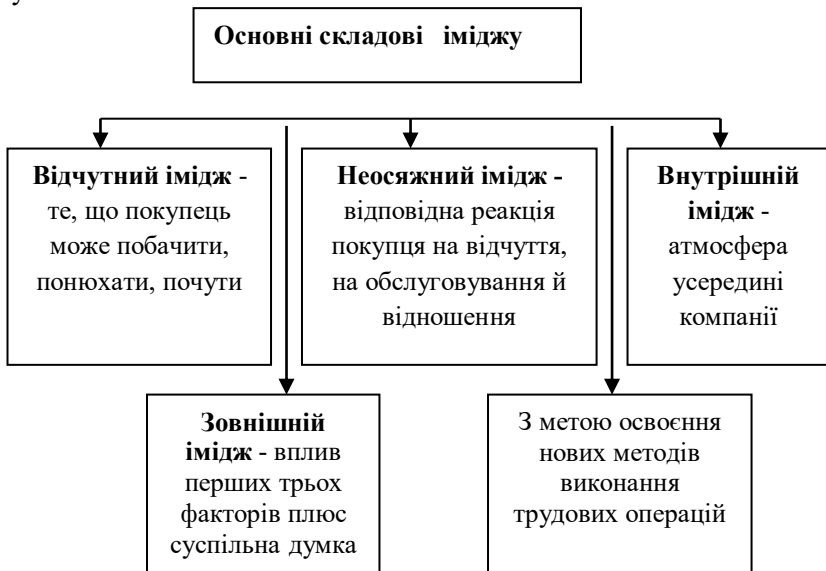 у
Основні складові іміджу
Відчутний імідж -
те, що покупець
може побачити,
понюхати, почути
Неосяжний імідж -
відповідна реакція
покупця на відчуття,
на обслуговування й
відношення
Внутрішній
імідж -
атмосфера
усередині
компанії
Зовнішній
імідж - вплив
перших трьох
факторів плюс
суспільна думка
З метою освоєння
нових методів
виконання
трудових операцій